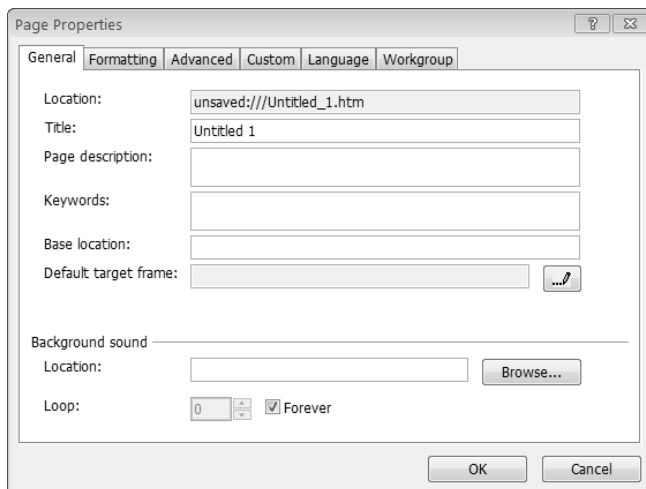 Page Properties
General Formatting Advanced Custom Language Workgroup
Location: unsaved:///Untitled_1.htm
Title: Untitled 1
Page description:
Keywords:
Base location:
Default target frame: ...
Background sound
Location: Browse...
Loop: 0 Forever
OK Cancel